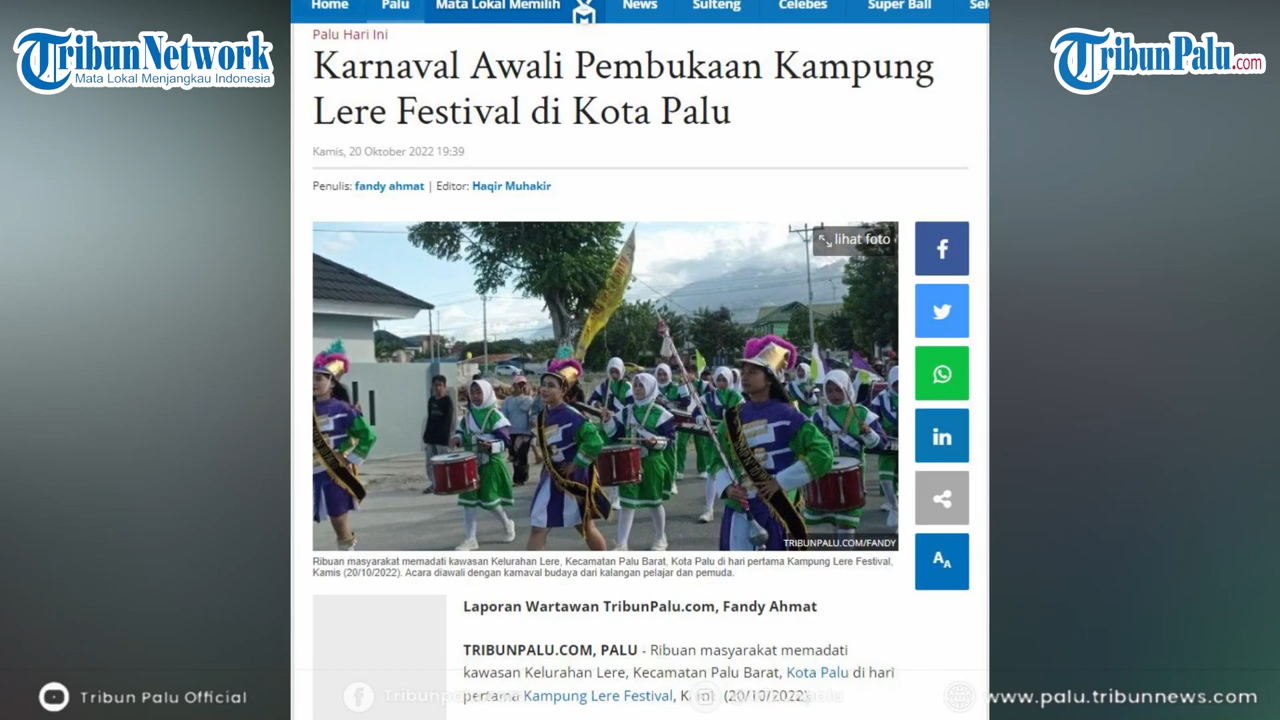 Home Palu Mata Lokal Memilih News Sulteng Celebes Super Ball
TribunNetwork
Mata Lokal Menjangkau Indonesia
TribunPalu.com
Palu Hari Ini
Karnaval Awali Pembukaan Kampung
Lere Festival di Kota Palu
Kamis, 20 Oktober 2022 19:39
Penulis: fandy ahmat | Editor: Haqir Muhakir
lihat foto
TRIBUNPALU.COM/FANDY
Ribuan masyarakat memadati kawasan Kelurahan Lere, Kecamatan Palu Barat, Kota Palu di hari pertama Kampung Lere Festival,
Kamis (20/10/2022). Acara diawali dengan karnaval budaya dari kalangan pelajar dan pemuda.
AA
Laporan Wartawan TribunPalu.com, Fandy Ahmat
TRIBUNPALU.COM, PALU - Ribuan masyarakat memadati
kawasan Kelurahan Lere, Kecamatan Palu Barat, Kota Palu di hari
pertama Kampung Lere Festival, (20/10/2022).
Tribun Palu Official
www.palu.tribunnews.com